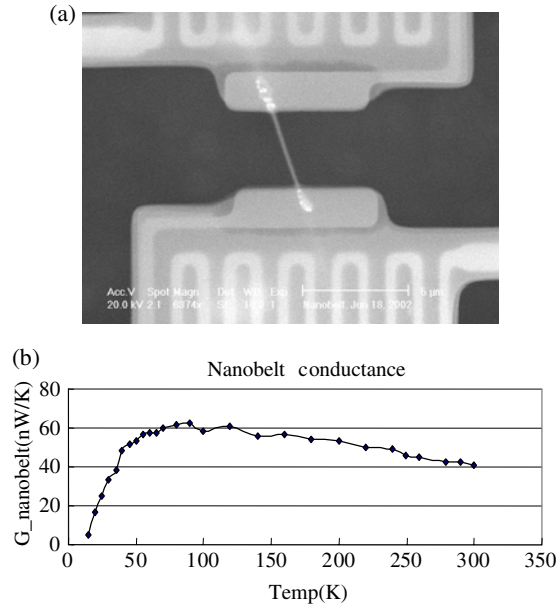 (a)
Acc.V Spot Magn Det WD Exp 5 µm
20.0 kV 2.1 6374x 1 Nanobelt, Jun 18, 2002
(b)
Nanobelt conductance
G_nanobelt(nW/K)
80
60
40
20
0
0 50 100 150 200 250 300 350
Temp(K)